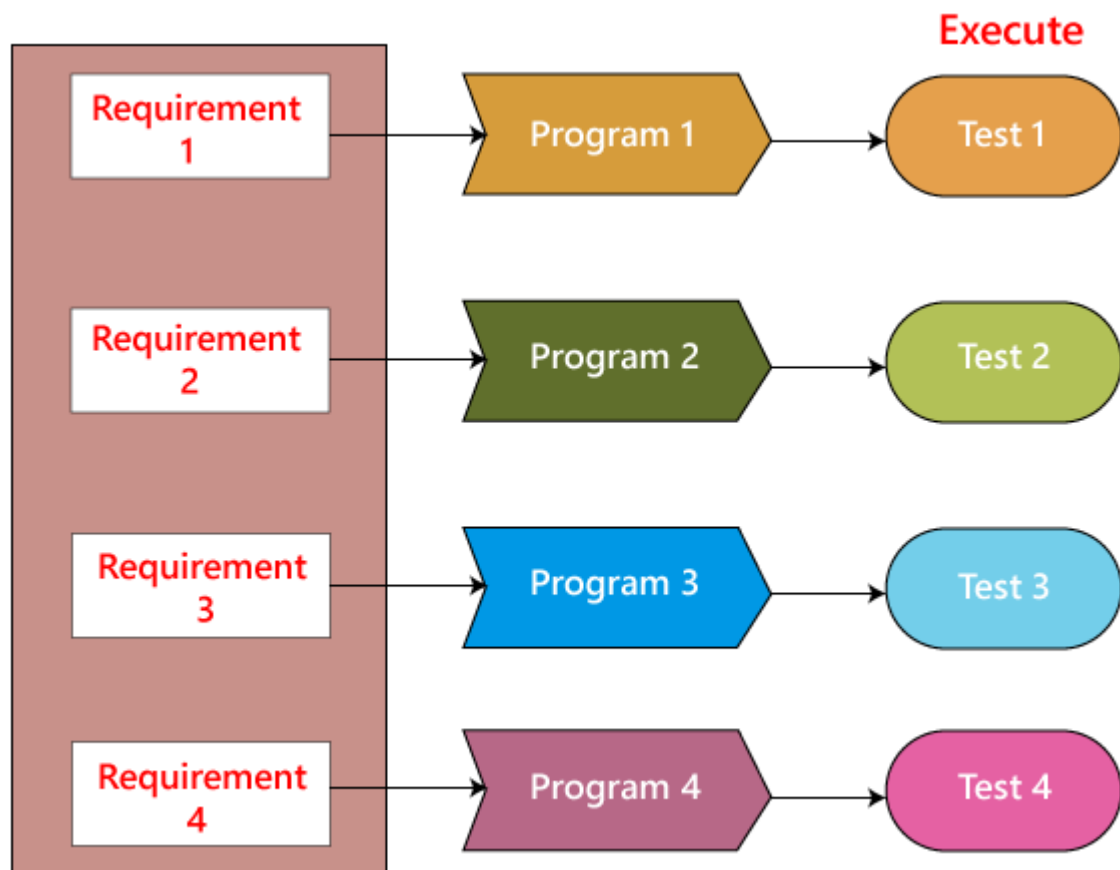 Execute
Requirement
1
Program 1
Test 1
Requirement
2
Program 2
Test 2
Requirement
3
Program 3
Test 3
Requirement
4
Program 4
Test 4